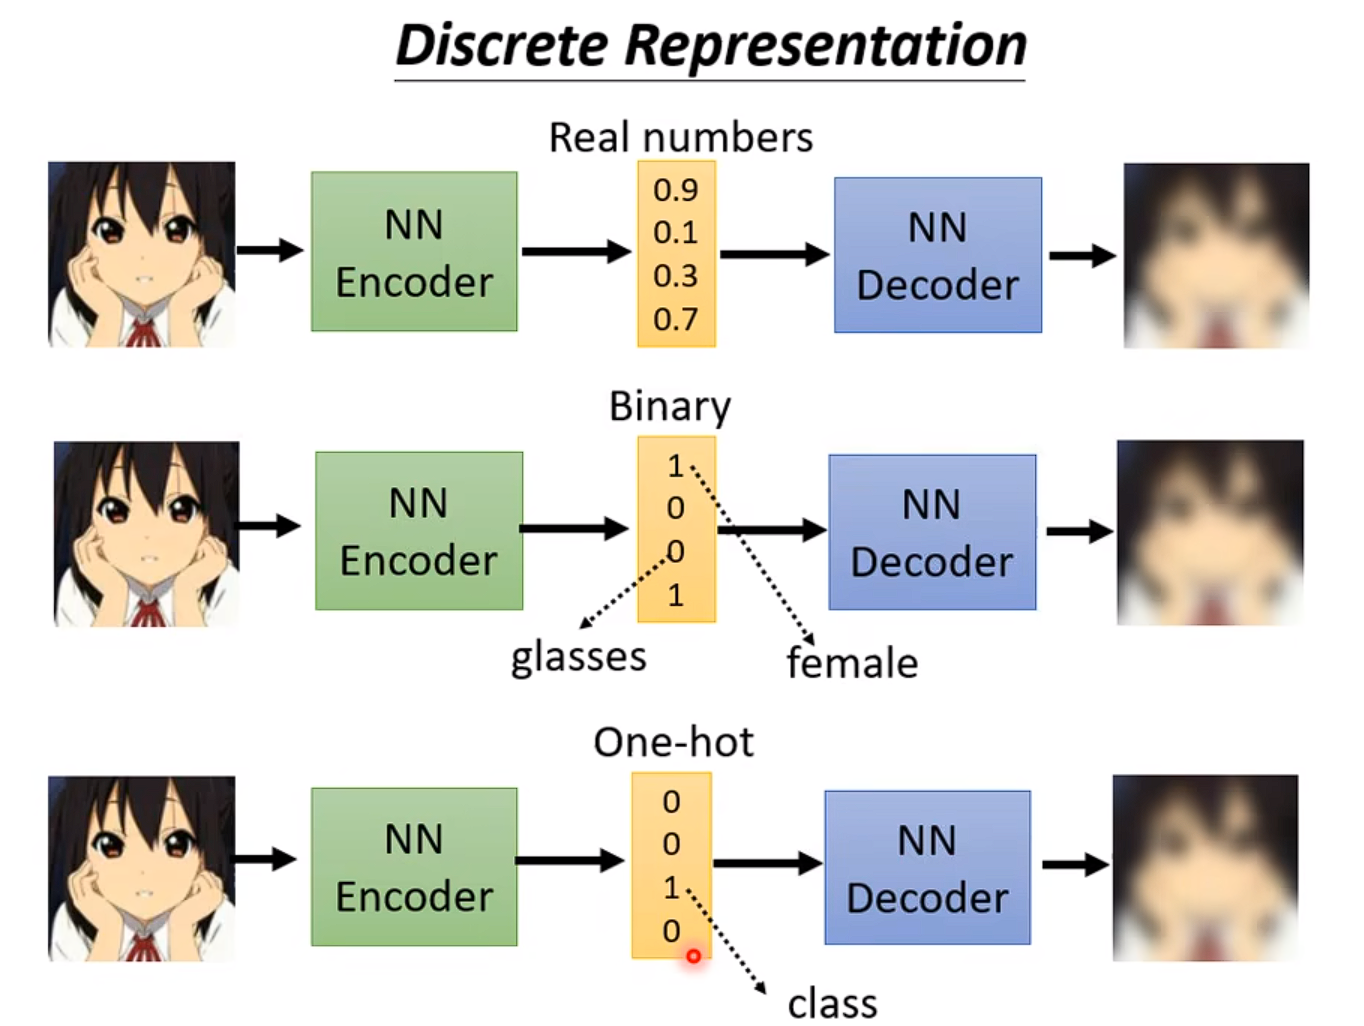 Discrete Representation
Real numbers
NN
Encoder
0.9
0.1
0.3
0.7
NN
Decoder
Binary
NN
Encoder
1
0
0
1
NN
Decoder
glasses
female
One-hot
NN
Encoder
0
0
1
0
NN
Decoder
class